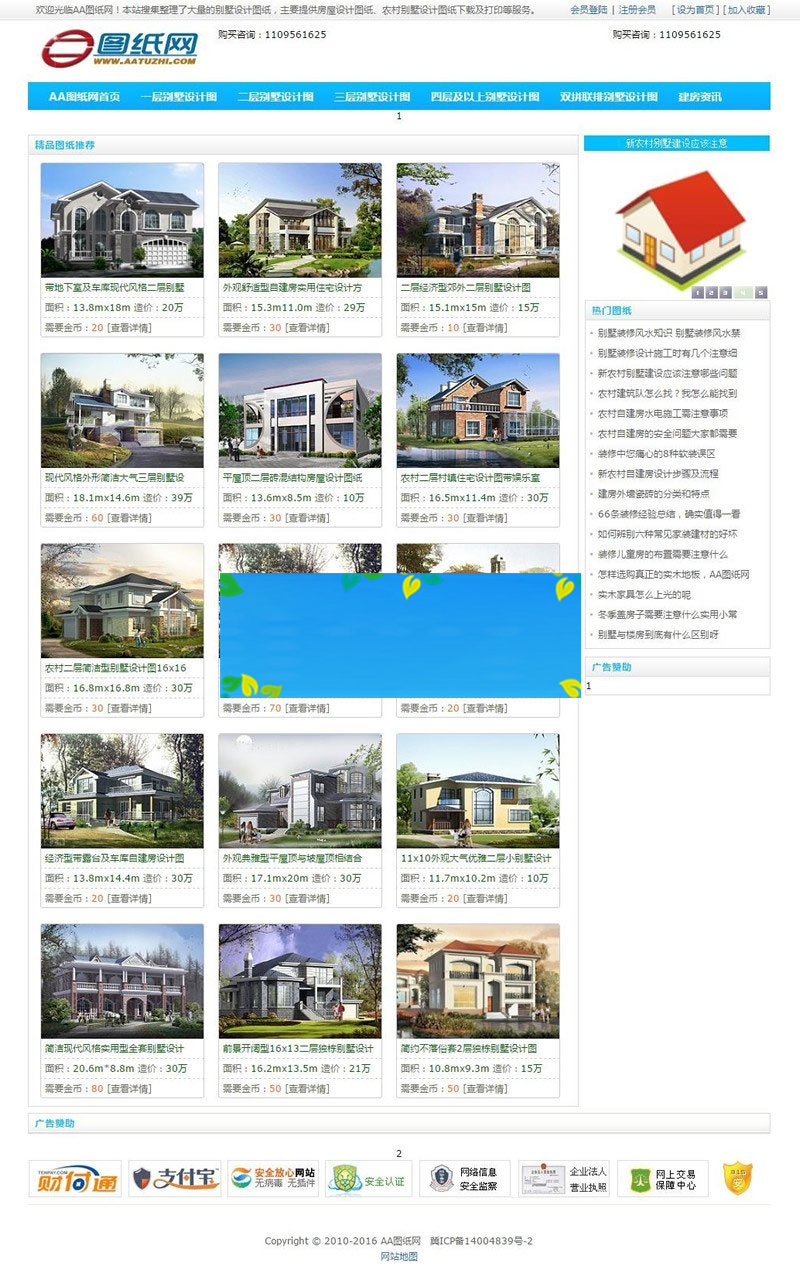 欢迎光临AA图纸网！本站搜集整理了大量的别墅设计图纸，主要提供房屋设计图纸、农村别墅设计图纸下载及打印等服务。 会员登陆 | 注册会员 [设为首页] [加入收藏]
图纸网
WWW.AATUZHI.COM
购买咨询：1109561625 购买咨询：1109561625
AA图纸网首页 一层别墅设计图 二层别墅设计图 三层别墅设计图 四层及以上别墅设计图 双拼联排别墅设计图 建房资讯
1
精品图纸推荐
带地下室及车库现代风格二层别墅
面积：13.8mx18m 造价：20万
需要金币：20 [查看详情]
外观舒适型自建房实用住宅设计方
面积：15.3m11.0m 造价：29万
需要金币：30 [查看详情]
二层经济型郊外二层别墅设计图
面积：15.1mx15m 造价：15万
需要金币：10 [查看详情]
现代风格外形简洁大气三层别墅设
面积：18.1mx14.6m 造价：39万
需要金币：60 [查看详情]
平屋顶二层砖混结构房屋设计图纸
面积：13.6mx8.5m 造价：10万
需要金币：30 [查看详情]
农村二层村镇住宅设计图带娱乐室
面积：16.5mx11.4m 造价：30万
需要金币：30 [查看详情]
农村二层简洁型别墅设计图16x16
面积：16.8mx16.8m 造价：30万
需要金币：30 [查看详情]
需要金币：70 [查看详情]
需要金币：20 [查看详情]
经济型带露台及车库自建房设计图
面积：13.8mx14.4m 造价：30万
需要金币：20 [查看详情]
外观典雅型平屋顶与坡屋顶相结合
面积：17.1mx20m 造价：30万
需要金币：30 [查看详情]
11x10外观大气优雅二层小别墅设计
面积：11.7mx10.2m 造价：10万
需要金币：20 [查看详情]
简洁现代风格实用型全套别墅设计
面积：20.6m*8.8m 造价：30万
需要金币：80 [查看详情]
前景开阔型16x13二层独栋别墅设计
面积：16.2mx13.5m 造价：21万
需要金币：50 [查看详情]
简约不落俗套2层独栋别墅设计图
面积：10.8mx9.3m 造价：15万
需要金币：50 [查看详情]
新农村别墅建设应该注意
1 2 3 4 5
热门图纸
别墅装修风水知识 别墅装修风水禁
别墅装修设计施工时有几个注意细
新农村别墅建设应该注意哪些问题
农村建筑队怎么找？我怎么能找到
农村自建房水电施工需注意事项
农村自建房的安全问题大家都需要
装修中您痛心的8种软装误区
新农村自建房设计步骤及流程
建房外墙瓷砖的分类和特点
66条装修经验总结，确实值得一看
如何辨别六种常见家装建材的好坏
装修儿童房的布置需要注意什么
怎样选购真正的实木地板，AA图纸网
实木家具怎么上光的呢
冬季盖房子需要注意什么实用小常
别墅与楼房到底有什么区别呀
广告赞助
1
广告赞助
2
TENPAY.COM
财付通
支付宝
安全放心网站
无病毒 无插件
安全认证
网络信息
安全监察
企业法人
营业执照
网上交易
保障中心
Copyright © 2010-2016 AA图纸网 冀ICP备14004839号-2
网站地图